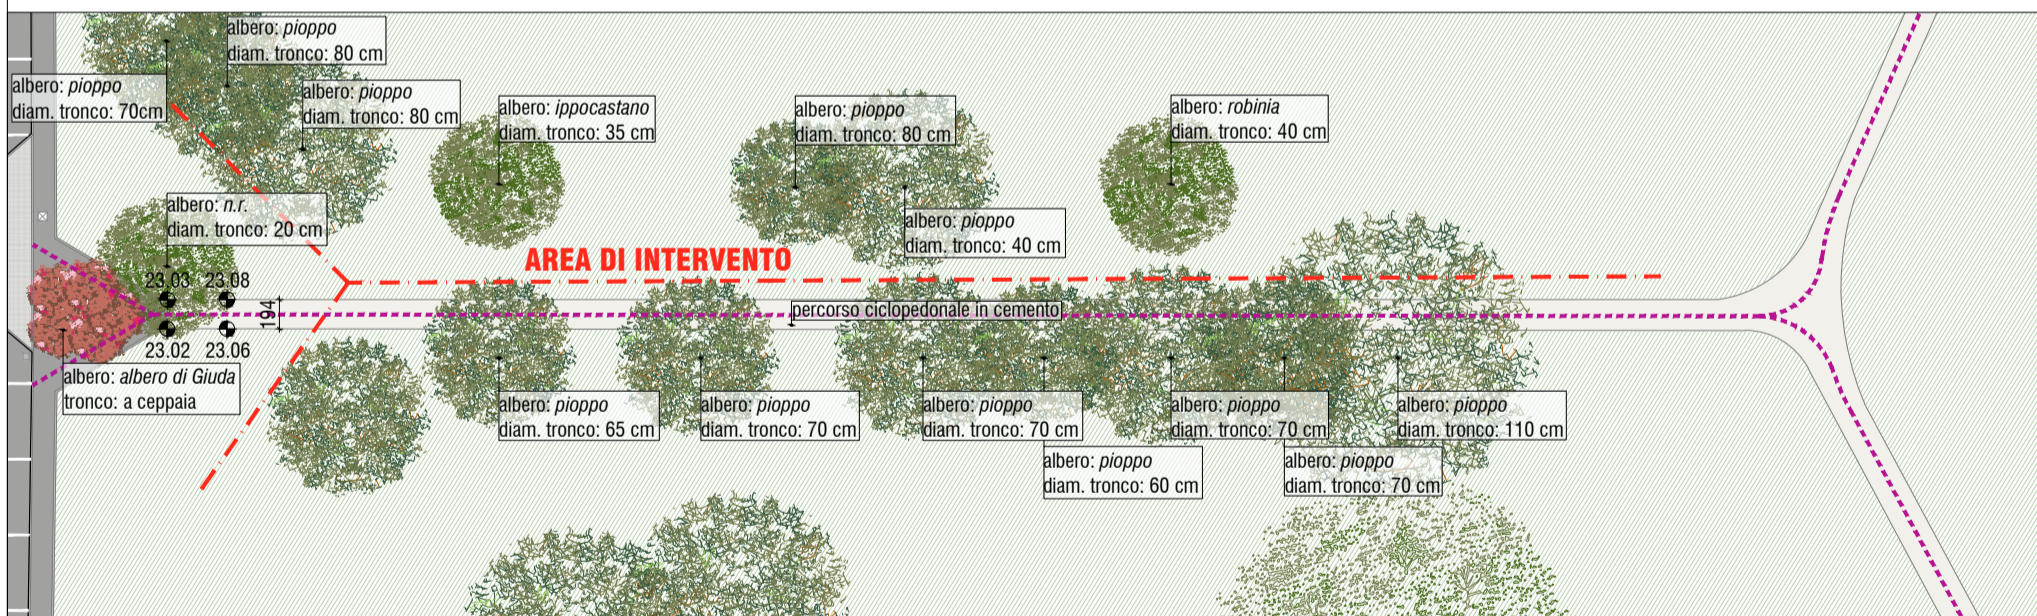 albero: pioppo
diam. tronco: 80 cm
albero: pioppo
diam. tronco: 70cm
albero: pioppo
diam. tronco: 80 cm
albero: ippocastano
diam. tronco: 35 cm
albero: pioppo
diam. tronco: 80 cm
albero: robinia
diam. tronco: 40 cm
albero: n.r.
diam. tronco: 20 cm
albero: pioppo
diam. tronco: 40 cm
AREA DI INTERVENTO
23.03 23.08
194
percorso ciclopedonale in cemento
23.02 23.06
albero: albero di Giuda
tronco: a ceppaia
albero: pioppo
diam. tronco: 65 cm
albero: pioppo
diam. tronco: 70 cm
albero: pioppo
diam. tronco: 70 cm
albero: pioppo
diam. tronco: 70 cm
albero: pioppo
diam. tronco: 110 cm
albero: pioppo
diam. tronco: 60 cm
albero: pioppo
diam. tronco: 70 cm